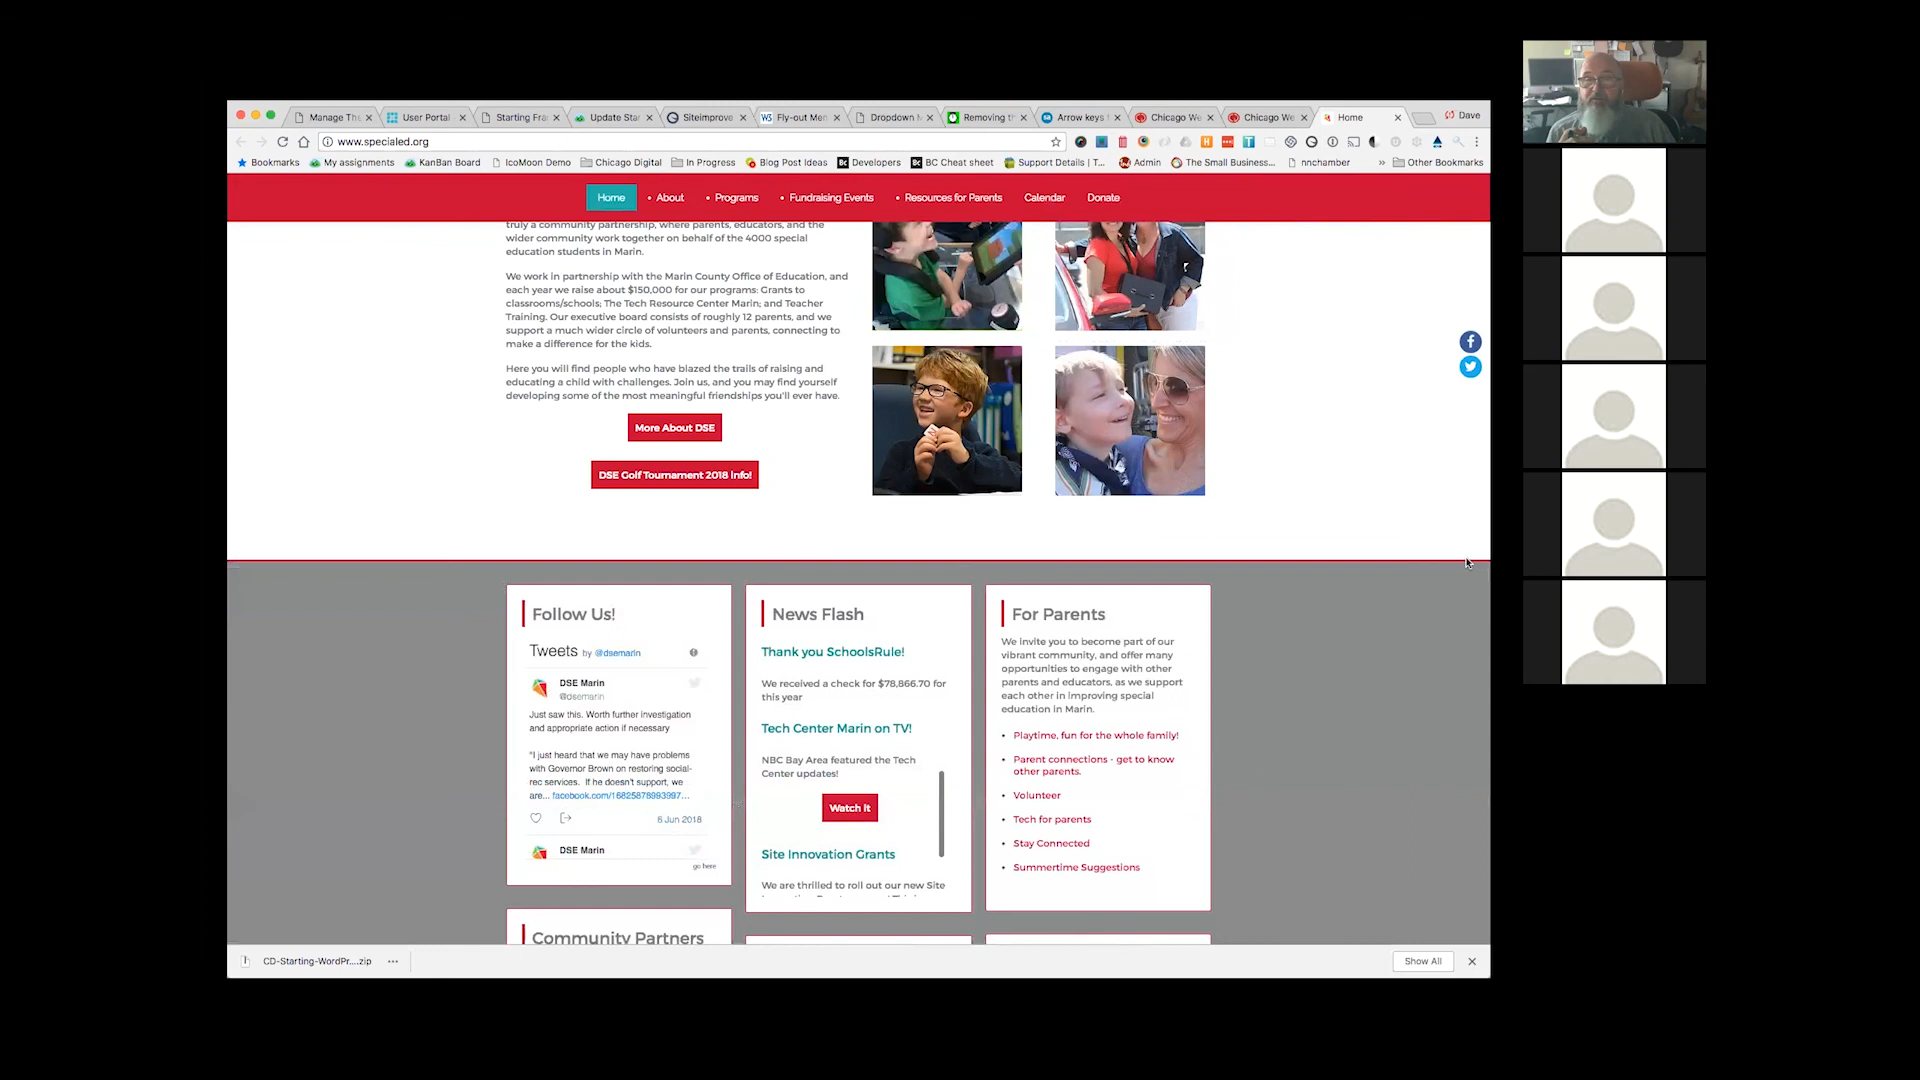 Manage The
User Portal
Starting Fra
Update Star
Siteimprove
Fly-out Men
Dropdown M
Removing th
Arrow keys
Chicago We
Chicago We
Home
Dave
www.specialed.org
Bookmarks
My assignments
KanBan Board
IcoMoon Demo
Chicago Digital
In Progress
Blog Post Ideas
Developers
BC Cheat sheet
Support Details | T...
Admin
The Small Business...
nnchamber
» Other Bookmarks
Home
• About
• Programs
• Fundraising Events
• Resources for Parents
Calendar
Donate
truly a community partnership, where parents, educators, and the
wider community work together on behalf of the 4000 special
education students in Marin.
We work in partnership with the Marin County Office of Education, and
each year we raise about $150,000 for our programs: Grants to
classrooms/schools; The Tech Resource Center Marin; and Teacher
Training. Our executive board consists of roughly 12 parents, and we
support a much wider circle of volunteers and parents, connecting to
make a difference for the kids.
Here you will find people who have blazed the trails of raising and
educating a child with challenges. Join us, and you may find yourself
developing some of the most meaningful friendships you'll ever have.
More About DSE
DSE Golf Tournament 2018 Info!
Follow Us!
Tweets by @dsemarin
DSE Marin
@dsemarin
Just saw this. Worth further investigation
and appropriate action if necessary
"I just heard that we may have problems
with Governor Brown on restoring social-
rec services. If he doesn't support, we
are... facebook.com/16825878993997...
6 Jun 2018
DSE Marin
go here
Community Partners
News Flash
Thank you SchoolsRule!
We received a check for $78,866.70 for
this year
Tech Center Marin on TV!
NBC Bay Area featured the Tech
Center updates!
Watch it
Site Innovation Grants
We are thrilled to roll out our new Site
For Parents
We invite you to become part of our
vibrant community, and offer many
opportunities to engage with other
parents and educators, as we support
each other in improving special
education in Marin.
• Playtime, fun for the whole family!
• Parent connections - get to know
other parents.
• Volunteer
• Tech for parents
• Stay Connected
• Summertime Suggestions
CD-Starting-WordPr....zip
Show All